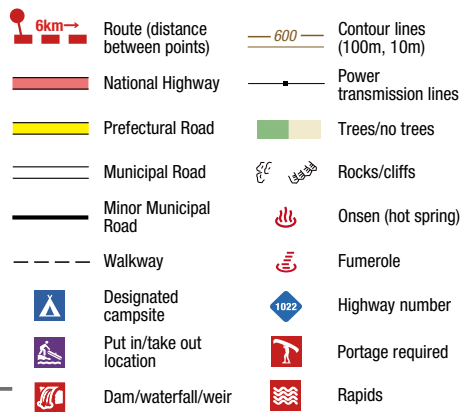 6km→
Route (distance
between points)
National Highway
Prefectural Road
Municipal Road
Minor Municipal
Road
Walkway
Designated
campsite
Put in/take out
location
Dam/waterfall/weir
600
Contour lines
(100m, 10m)
Power
transmission lines
Trees/no trees
Rocks/cliffs
Onsen (hot spring)
Fumerole
1022
Highway number
Portage required
Rapids